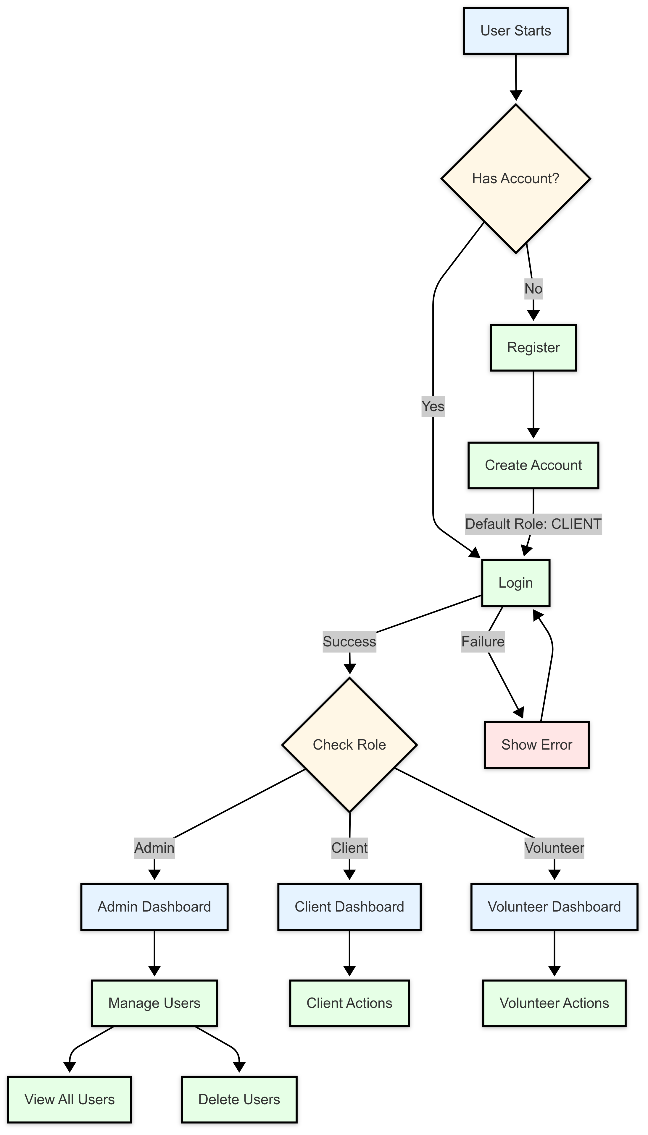 User Starts
Has Account?
No
Register
Yes
Create Account
Default Role: CLIENT
Login
Success
Failure
Check Role
Show Error
Admin
Client
Volunteer
Admin Dashboard
Client Dashboard
Volunteer Dashboard
Manage Users
Client Actions
Volunteer Actions
View All Users
Delete Users